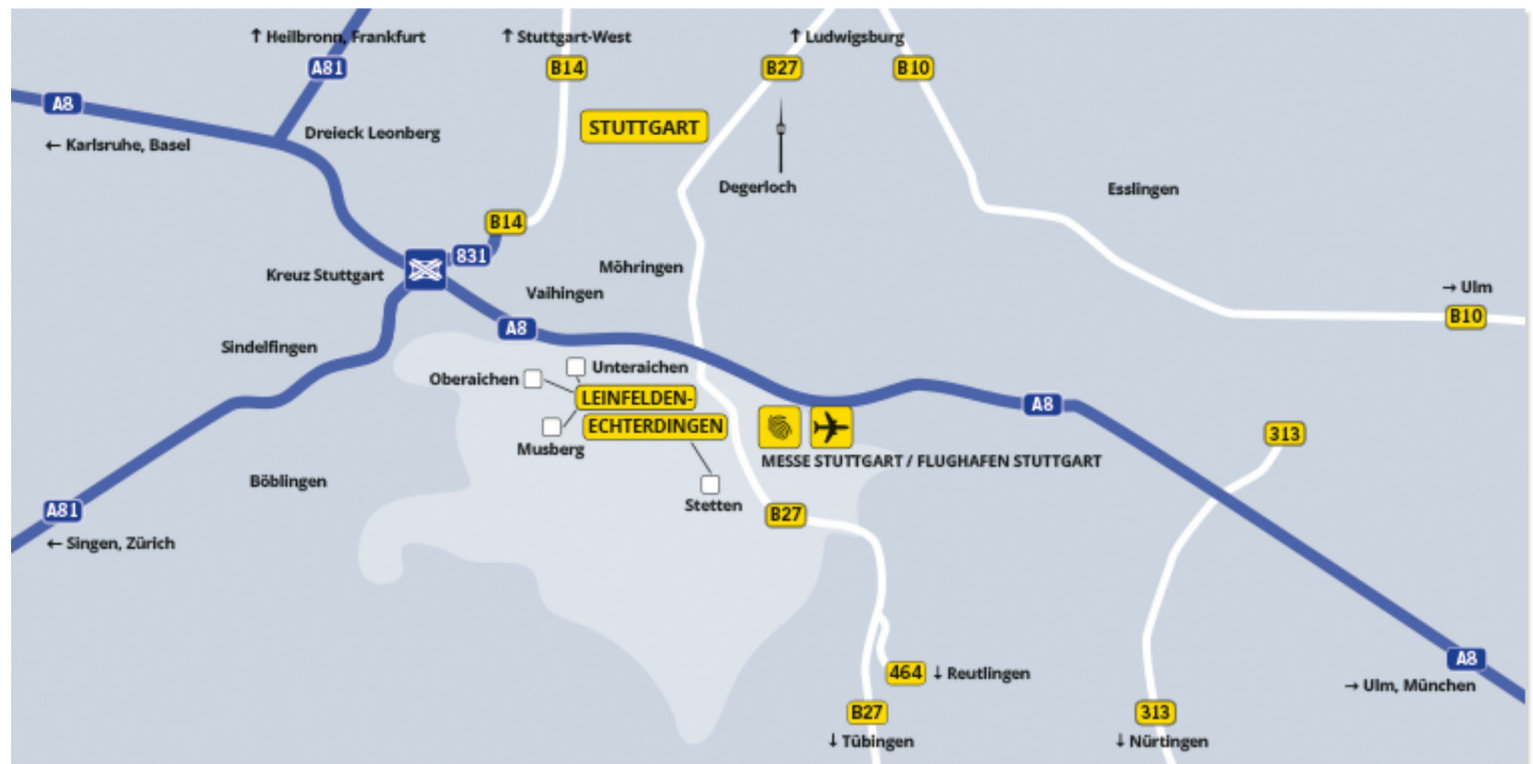 ↑ Heilbronn, Frankfurt
↑ Stuttgart-West
↑ Ludwigsburg
A81
B14
B27
B10
A8
STUTTGART
Dreieck Leonberg
← Karlsruhe, Basel
Degerloch
Esslingen
B14
831
Möhringen
Kreuz Stuttgart
Vaihingen
→ Ulm
B10
A8
Sindelfingen
Unteraichen
Oberaichen
LEINFELDEN-
ECHTERDINGEN
A8
Musberg
313
MESSE STUTTGART / FLUGHAFEN STUTTGART
Böblingen
Stetten
A81
B27
← Singen, Zürich
A8
464 ↓ Reutlingen
→ Ulm, München
B27
313
↓ Tübingen
↓ Nürtingen